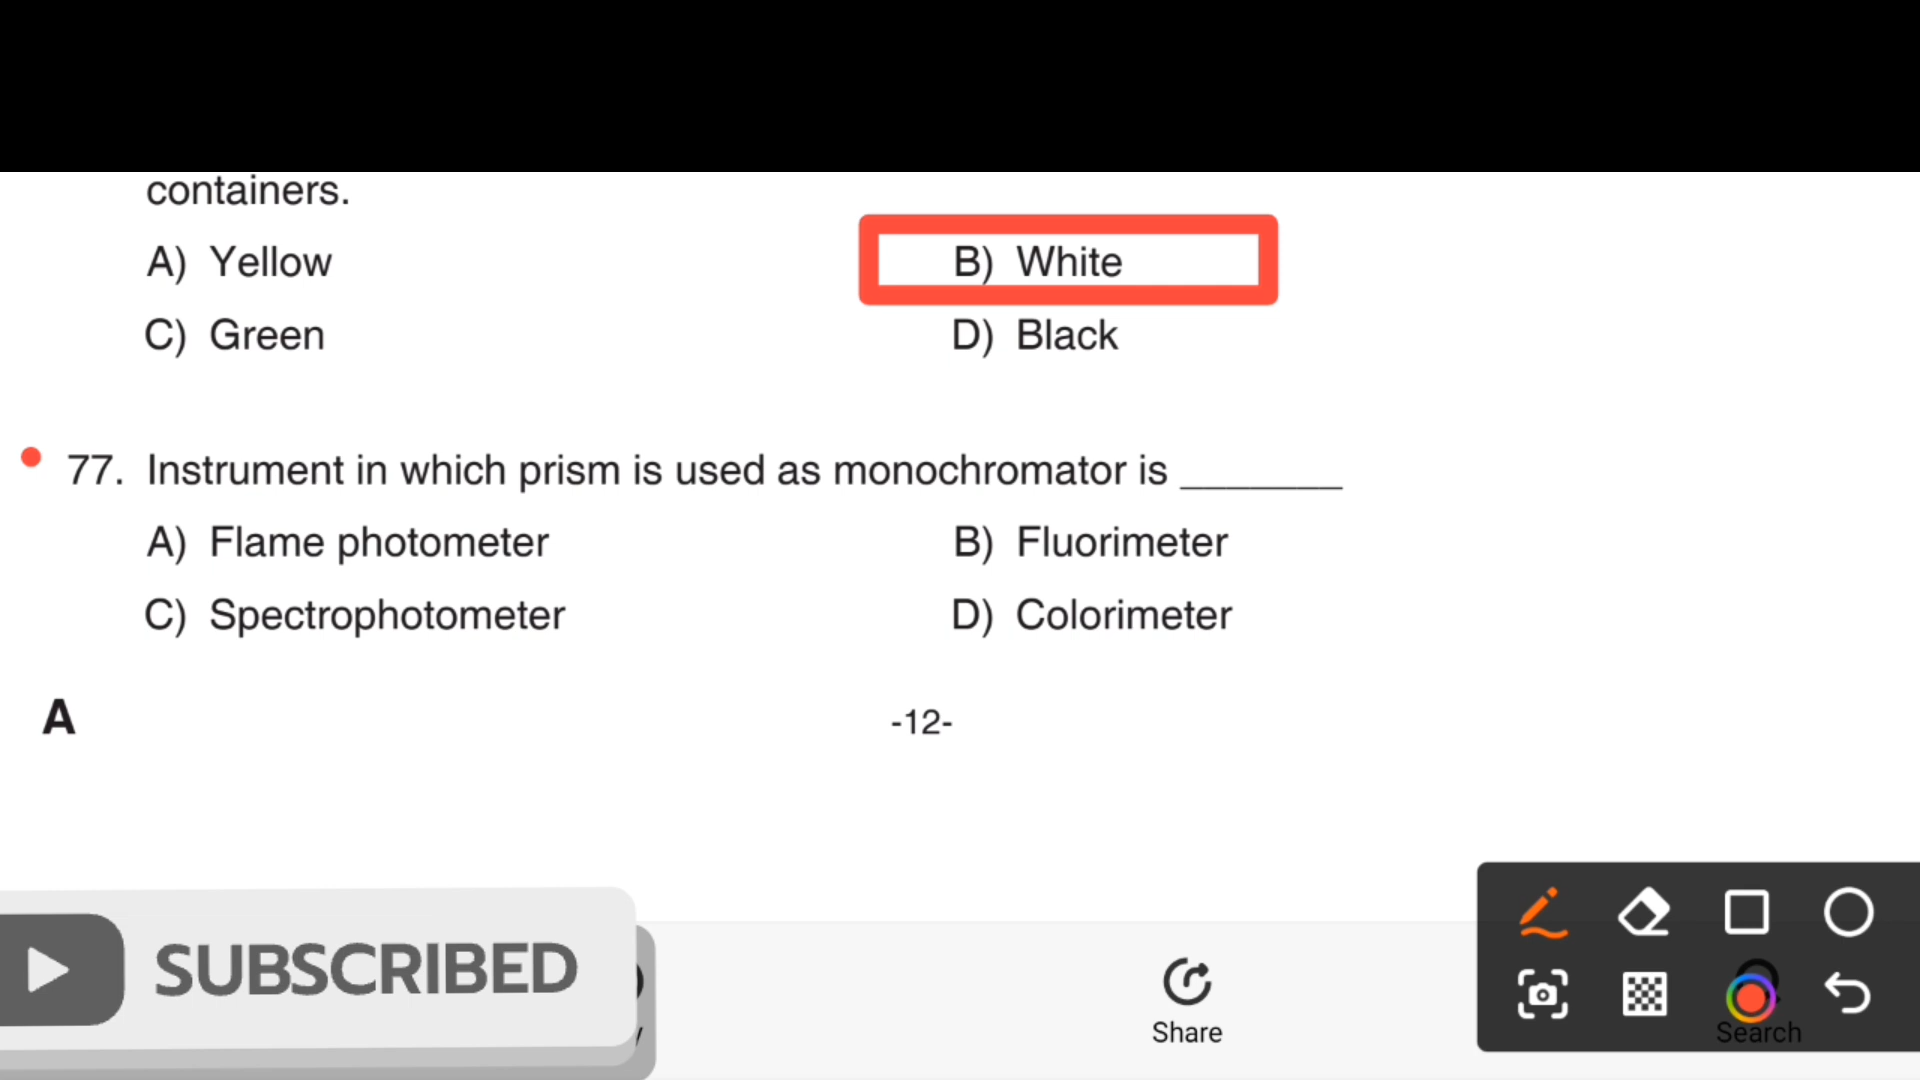 containers.
A) Yellow
B) White
C) Green
D) Black
77. Instrument in which prism is used as monochromator is _______
A) Flame photometer
B) Fluorimeter
C) Spectrophotometer
D) Colorimeter
A
-12-
SUBSCRIBED
Share
Search